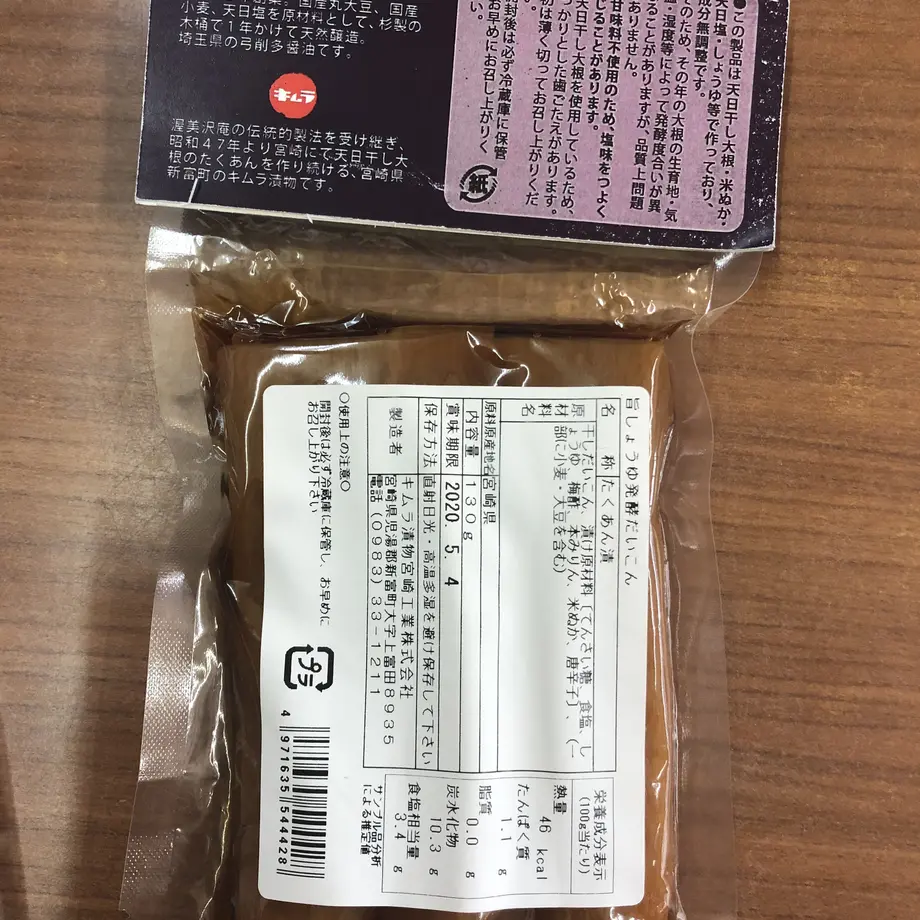 国産丸大豆、国産
小麦、天日塩を原材料として、杉製の
木桶で1年かけて天然醸造。
埼玉県の弓削多醤油です。
キムラ
渥美沢庵の伝統的製法を受け継ぎ、
昭和47年より宮崎にて天日干し大
根のたくあんを作り続ける、宮崎県
新富町のキムラ漬物です。
●この製品は天日干し大根・米ぬか・
天日塩・しょうゆ等で作っており、
成分無調整です。
そのため、その年の大根の生育地・気
温・湿度等によって発酵度合いが異
ることがありますが、品質上問題
ありません。
甘味料不使用のため、塩味をつよく
じることがあります。
天日干し大根を使用しているため、
っかりとした歯ごたえがあります。
初は薄く切ってお召し上がりくだ
封後は必ず冷蔵庫に保管
お早めにお召し上がりく
旨しょうゆ発酵だいこん
名称 たくあん漬
原材料名 干しだいこん、漬け原材料〔てんさい糖、食塩、し
ょうゆ、梅酢、本みりん、米ぬか、唐辛子〕、(一
部に小麦・大豆を含む)
原料原産地名 宮崎県
内容量 130g
賞味期限 2020.5.4
保存方法 直射日光・高温多湿を避け保存して下さい
製造者 キムラ漬物宮崎工業株式会社
宮崎県児湯郡新富町大字上富田8935
電話(0983)33-1211
○使用上の注意○
開封後は必ず冷蔵庫に保管し、お早めに
お召し上がり下さい
プラ
栄養成分表示
(100g当たり)
熱量 46 kcal
たんぱく質 1.1 g
脂質 0.0 g
炭水化物 10.3 g
食塩相当量 3.4 g
サンプル品分析
による推定値
4 971635 544428